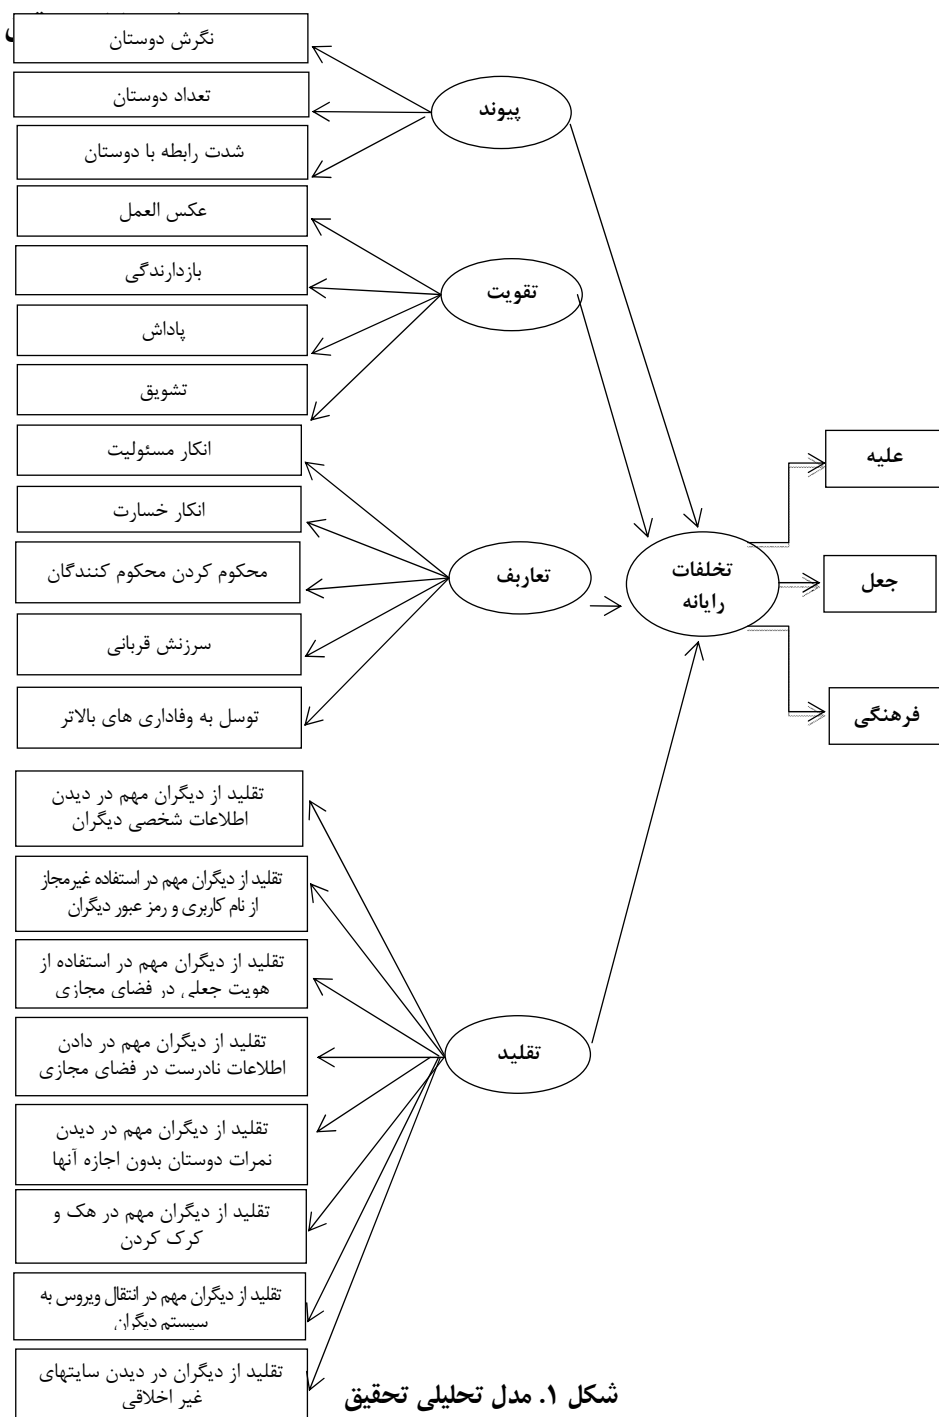 نگرش دوستان
تعداد دوستان
شدت رابطه با دوستان
پیوند
عکس العمل
بازدارندگی
پاداش
تشویق
تقویت
انکار مسئولیت
انکار خسارت
محکوم کردن محکوم کنندگان
سرزنش قربانی
توسل به وفاداری های بالاتر
تعاریف
تخلفات
رایانه
علیه
جعل
فرهنگی
تقلید از دیگران مهم در دیدن
اطلاعات شخصی دیگران
تقلید از دیگران مهم در استفاده غیرمجاز
از نام کاربری و رمز عبور دیگران
تقلید از دیگران مهم در استفاده از
هویت جعلی در فضای مجازی
تقلید از دیگران مهم در دادن
اطلاعات نادرست در فضای مجازی
تقلید از دیگران مهم در دیدن
نمرات دوستان بدون اجازه آنها
تقلید از دیگران مهم در هک و
کرک کردن
تقلید از دیگران مهم در انتقال ویروس به
سیستم دیگران
تقلید از دیگران در دیدن سایتهای
غیر اخلاقی
تقلید
شکل ۱. مدل تحلیلی تحقیق